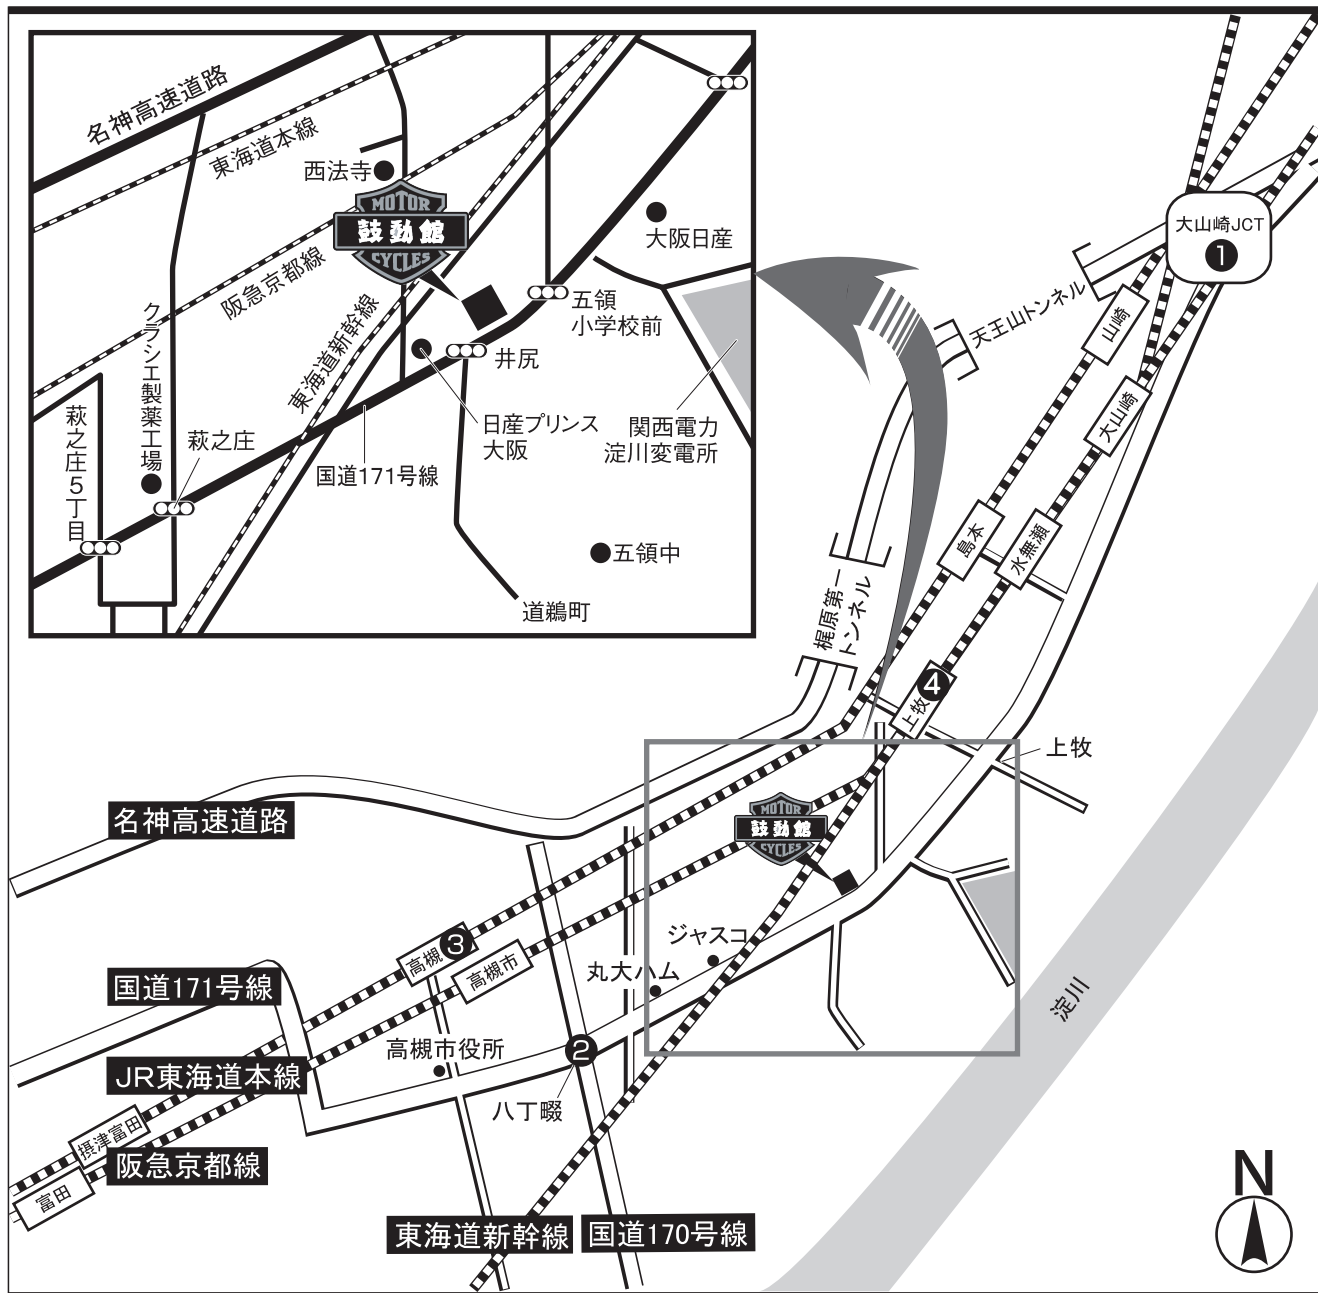 名神高速道路
東海道本線
西法寺
MOTOR
鼓動館
CYCLES
大阪日産
阪急京都線
東海道新幹線
クラシエ製薬工場
五領
小学校前
井尻
日産プリンス
大阪
関西電力
淀川変電所
萩之庄
萩之庄5丁目
国道171号線
五領中
道鵜町
大山崎JCT
1
天王山トンネル
山崎
大山崎
島本
水無瀬
梶原第一
トンネル
上牧
4
上牧
名神高速道路
MOTOR
鼓動館
CYCLES
高槻
3
高槻市
ジャスコ
丸大ハム
国道171号線
淀川
高槻市役所
2
八丁畷
JR東海道本線
摂津富田
阪急京都線
富田
東海道新幹線
国道170号線
N